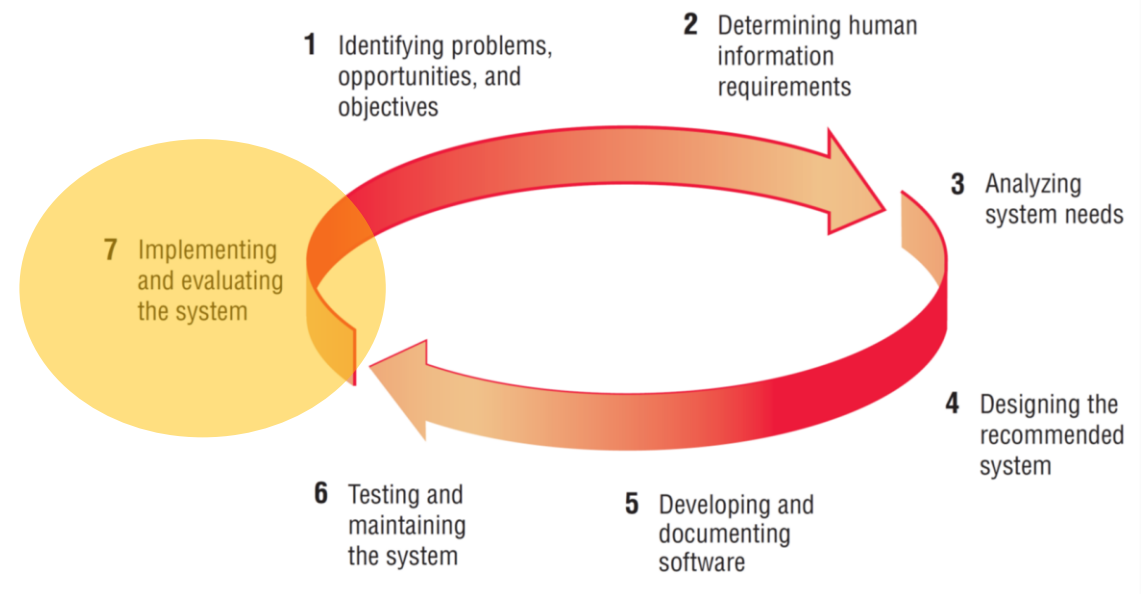 1 Identifying problems,
opportunities, and
objectives
2 Determining human
information
requirements
3 Analyzing
system needs
4 Designing the
recommended
system
5 Developing and
documenting
software
6 Testing and
maintaining
the system
7 Implementing
and evaluating
the system